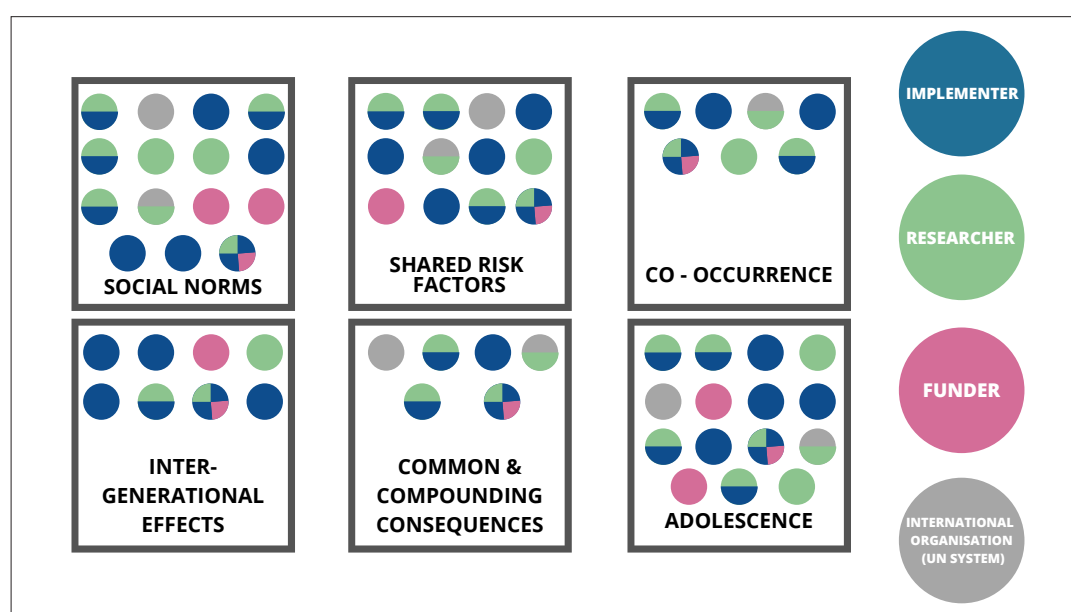 SOCIAL NORMS
SHARED RISK
FACTORS
CO - OCCURRENCE
INTER-
GENERATIONAL
EFFECTS
COMMON &
COMPOUNDING
CONSEQUENCES
ADOLESCENCE
IMPLEMENTER
RESEARCHER
FUNDER
INTERNATIONAL
ORGANISATION
(UN SYSTEM)